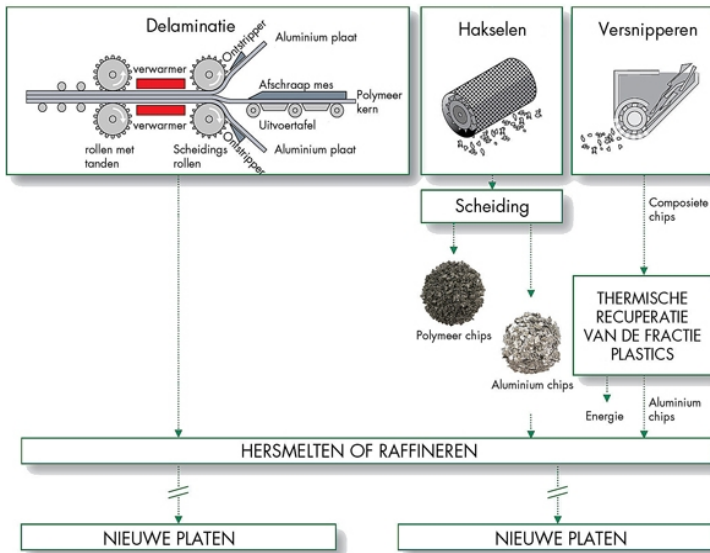 Delaminatie
Ontstripper
Aluminium plaat
verwarmer
Afschraap mes
Polymeer
kern
verwarmer
Uitvoertafel
Ontstripper
rollen met
tanden
Scheidings
rollen
Aluminium plaat
Hakselen
Versnipperen
Scheiding
Composiete
chips
Polymeer chips
Aluminium chips
THERMISCHE
RECUPERATIE
VAN DE FRACTIE
PLASTICS
Energie
Aluminium
chips
HERSMELTEN OF RAFFINEREN
NIEUWE PLATEN
NIEUWE PLATEN